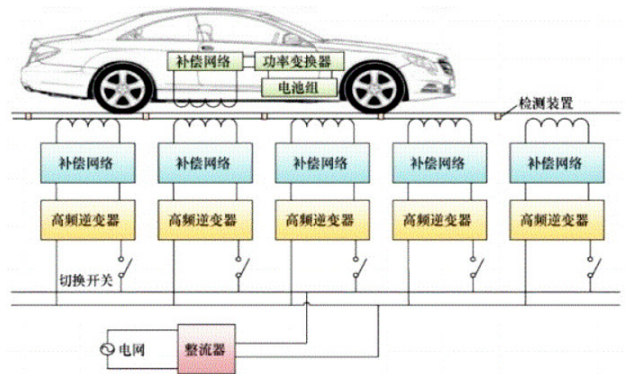 补偿网络 功率变换器
电池组
检测装置
补偿网络 补偿网络 补偿网络 补偿网络 补偿网络
高频逆变器 高频逆变器 高频逆变器 高频逆变器 高频逆变器
切换开关
电网 整流器